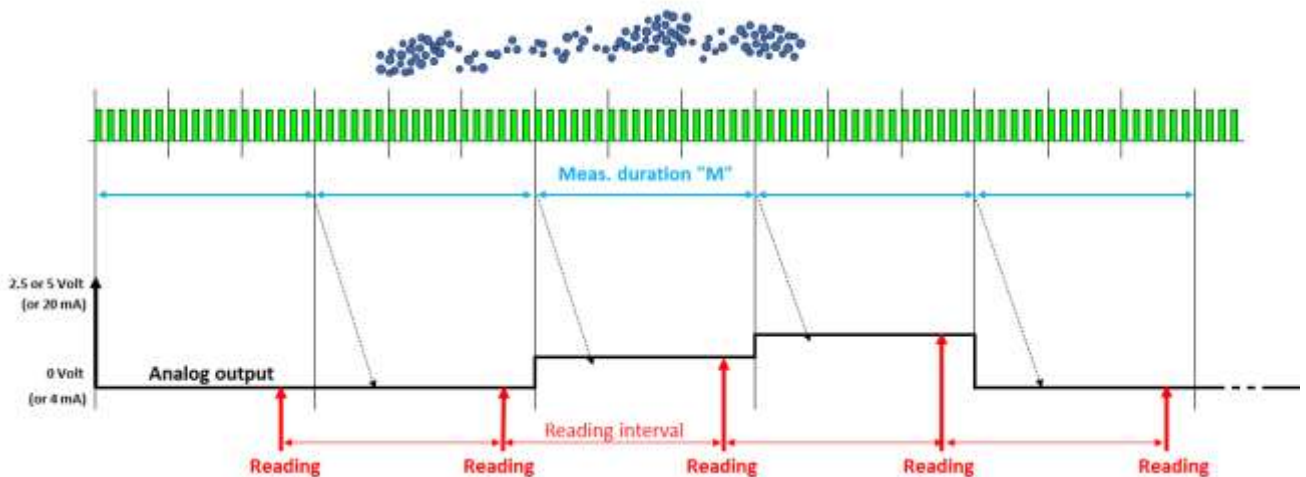 Meas. duration "M"
2.5 or 5 Volt
(or 20 mA)
0 Volt
(or 4 mA)
Analog output
Reading interval
Reading
Reading
Reading
Reading
Reading